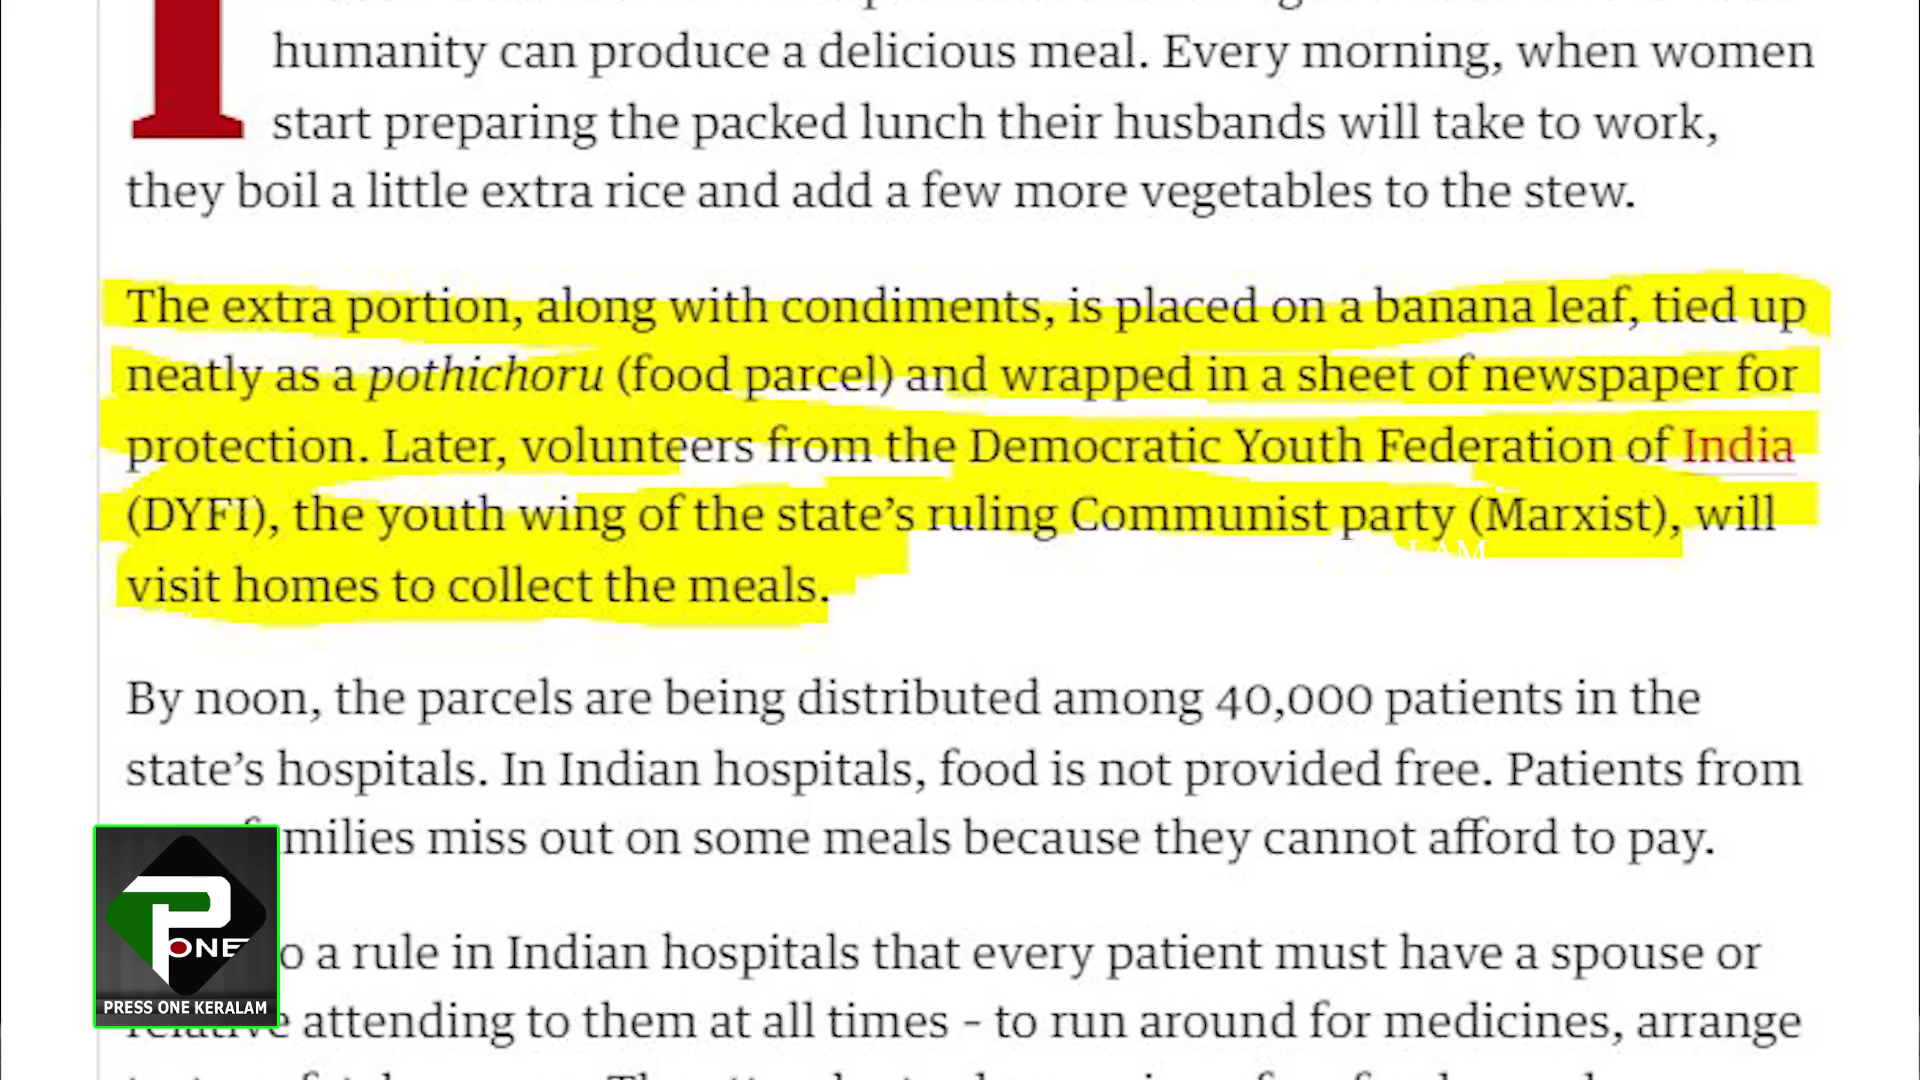 humanity can produce a delicious meal. Every morning, when women
start preparing the packed lunch their husbands will take to work,
they boil a little extra rice and add a few more vegetables to the stew.
The extra portion, along with condiments, is placed on a banana leaf, tied up
neatly as a pothichoru (food parcel) and wrapped in a sheet of newspaper for
protection. Later, volunteers from the Democratic Youth Federation of India
(DYFI), the youth wing of the state’s ruling Communist party (Marxist), will
visit homes to collect the meals.
By noon, the parcels are being distributed among 40,000 patients in the
state’s hospitals. In Indian hospitals, food is not provided free. Patients from
miss out on some meals because they cannot afford to pay.
a rule in Indian hospitals that every patient must have a spouse or
attending to them at all times – to run around for medicines, arrange
P ONE
PRESS ONE KERALAM